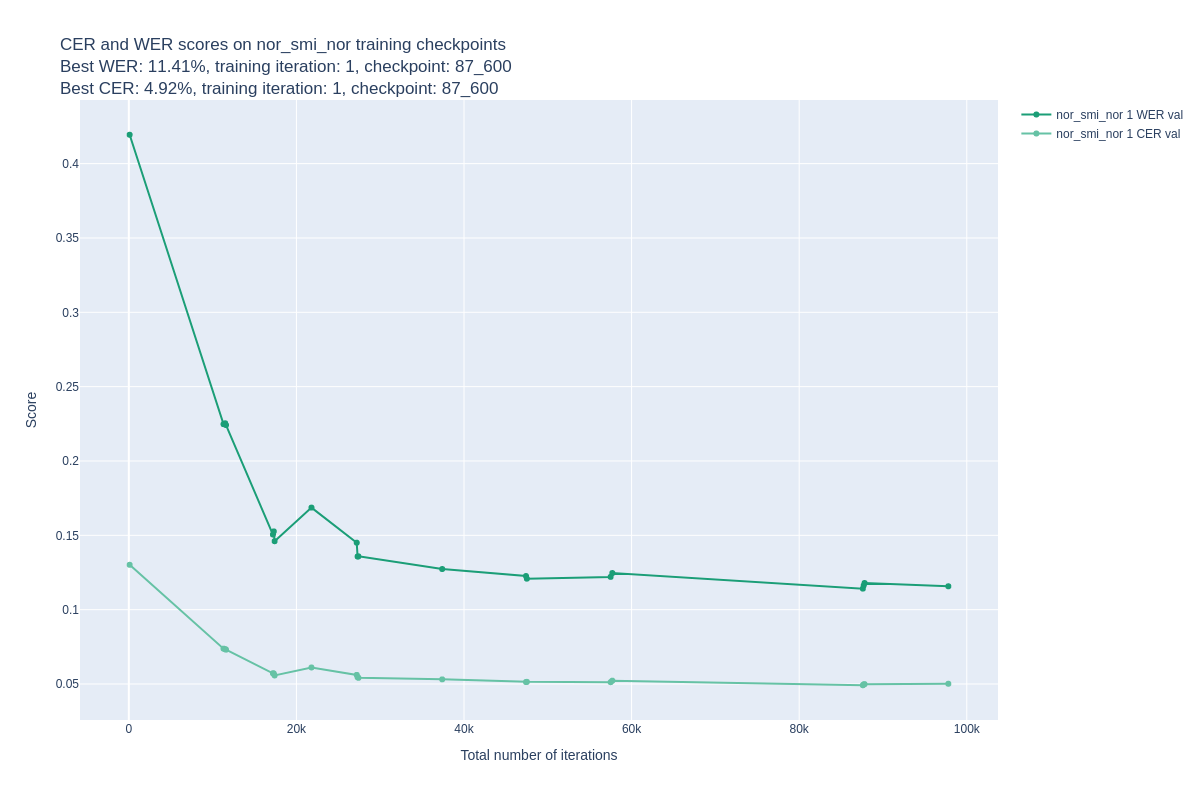 CER and WER scores on nor_smi_nor training checkpoints
Best WER: 11.41%, training iteration: 1, checkpoint: 87_600
Best CER: 4.92%, training iteration: 1, checkpoint: 87_600
nor_smi_nor 1 WER val
nor_smi_nor 1 CER val
0.4
0.35
0.3
0.25
0.2
0.15
0.1
0.05
Score
0
20k
40k
60k
80k
100k
Total number of iterations